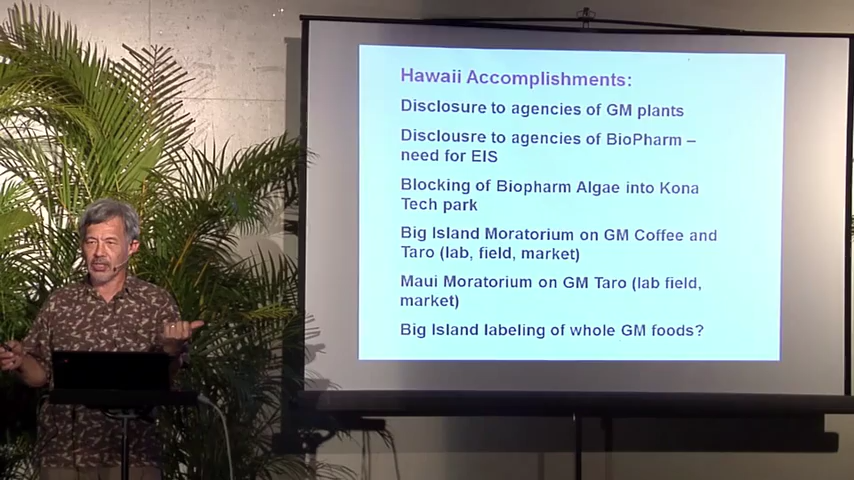 Hawaii Accomplishments:
Disclosure to agencies of GM plants
Disclousre to agencies of BioPharm –
need for EIS
Blocking of Biopharm Algae into Kona
Tech park
Big Island Moratorium on GM Coffee and
Taro (lab, field, market)
Maui Moratorium on GM Taro (lab field,
market)
Big Island labeling of whole GM foods?